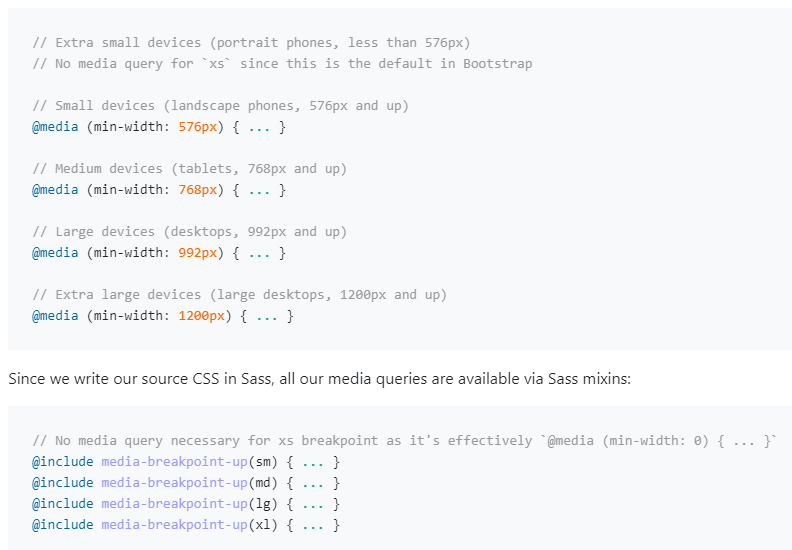 // Extra small devices (portrait phones, less than 576px)
// No media query for `xs` since this is the default in Bootstrap
// Small devices (landscape phones, 576px and up)
@media (min-width: 576px) { ... }
// Medium devices (tablets, 768px and up)
@media (min-width: 768px) { ... }
// Large devices (desktops, 992px and up)
@media (min-width: 992px) { ... }
// Extra large devices (large desktops, 1200px and up)
@media (min-width: 1200px) { ... }
Since we write our source CSS in Sass, all our media queries are available via Sass mixins:
// No media query necessary for xs breakpoint as it's effectively `@media (min-width: 0) { ... }`
@include media-breakpoint-up(sm) { ... }
@include media-breakpoint-up(md) { ... }
@include media-breakpoint-up(lg) { ... }
@include media-breakpoint-up(xl) { ... }